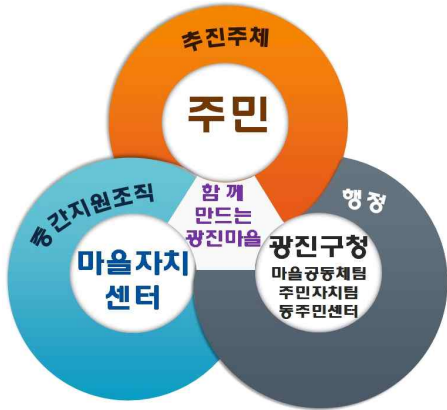 추진주체
주민
중간지원조직
마을자치
센터
함께
만드는
광진마을
행정
광진구청
마을공동체팀
주민자치팀
동주민센터